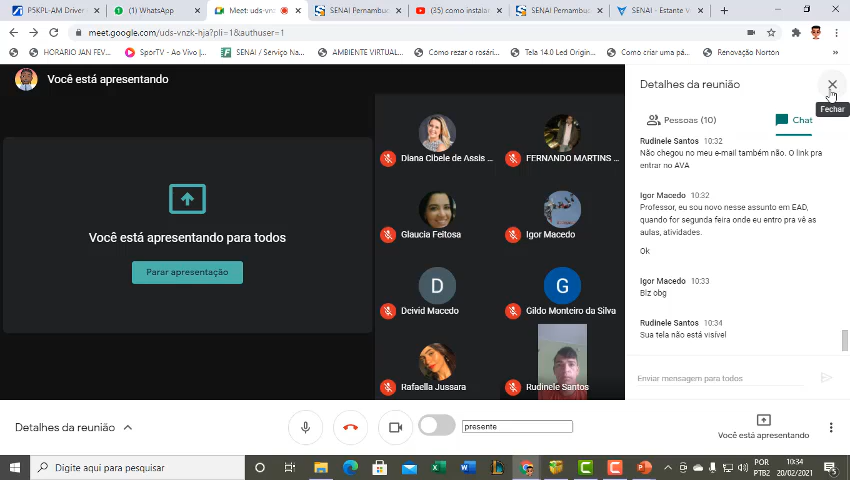 P5KPL-AM Driver
(1) WhatsApp
Meet: uds-vnz
SENAI Pernambuc
(35) como instalar
SENAI Pernambuc
SENAI - Estante V
meet.google.com/uds-vnzk-hja?pli=1&authuser=1
HORARIO JAN FEV...
SporTV - Ao Vivo |...
SENAI / Serviço Na...
AMBIENTE VIRTUAL...
Como rezar o rosári...
Tela 14.0 Led Origin...
Como criar uma pá...
Renovação Norton
Você está apresentando
Detalhes da reunião
Fechar
Pessoas (10)
Chat
Você está apresentando para todos
Parar apresentação
Diana Cibele de Assis ...
FERNANDO MARTINS ...
Glaucia Feitosa
Igor Macedo
D
Deivid Macedo
G
Gildo Monteiro da Silva
Rafaella Jussara
Rudinele Santos
Rudinele Santos 10:32
Não chegou no meu e-mail também não. O link pra
entrar no AVA
Igor Macedo 10:32
Professor, eu sou novo nesse assunto em EAD,
quando for segunda feira onde eu entro pra vê as
aulas, atividades.
Ok
Igor Macedo 10:33
Blz obg
Rudinele Santos 10:34
Sua tela não está visível
Enviar mensagem para todos
Detalhes da reunião
presente
Você está apresentando
Digite aqui para pesquisar
POR
PTB2
10:34
20/02/2021